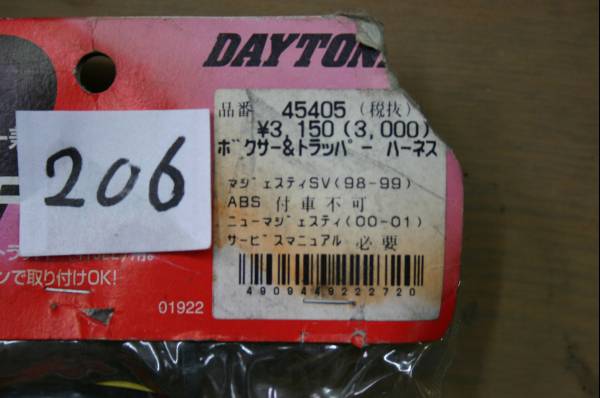 DAYTON
品番 45405 (税抜)
¥3,150(3,000)
ボクサー&トラッパー ハーネス
マジェスティSV(98-99)
ABS 付車不可
ニューマジェスティ(00-01)
サービスマニュアル 必要
4909449222720
206
ンで取り付けOK!
01922